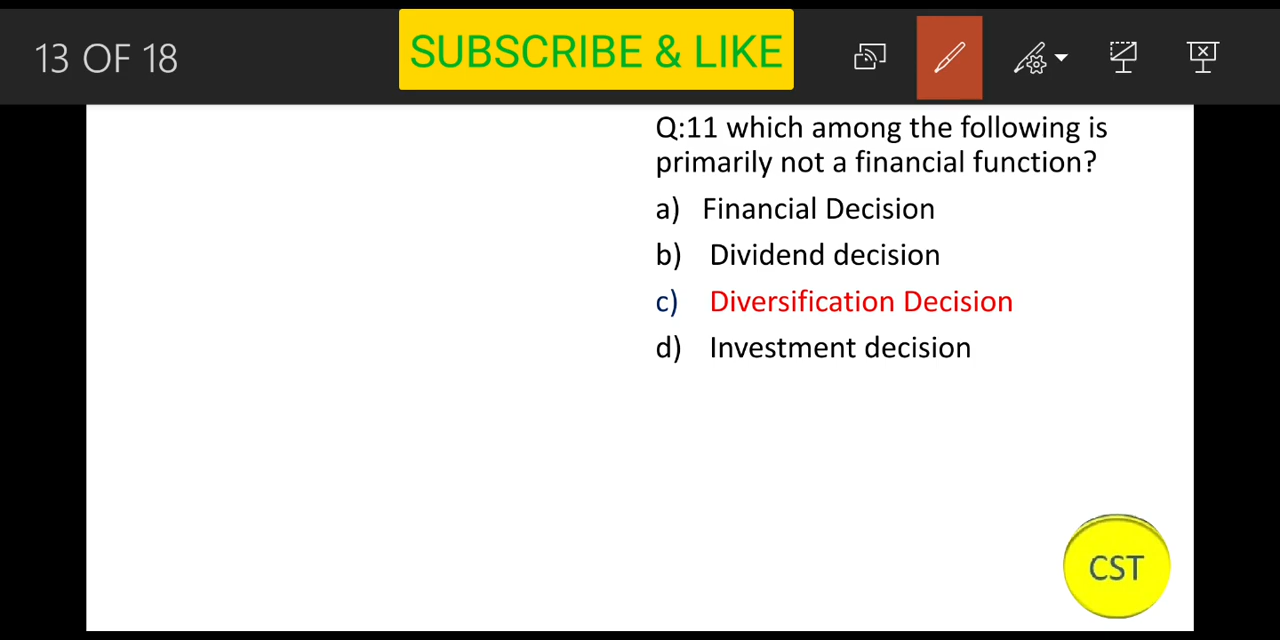 13 OF 18
SUBSCRIBE & LIKE
Q:11 which among the following is
primarily not a financial function?
a) Financial Decision
b) Dividend decision
c) Diversification Decision
d) Investment decision
CST